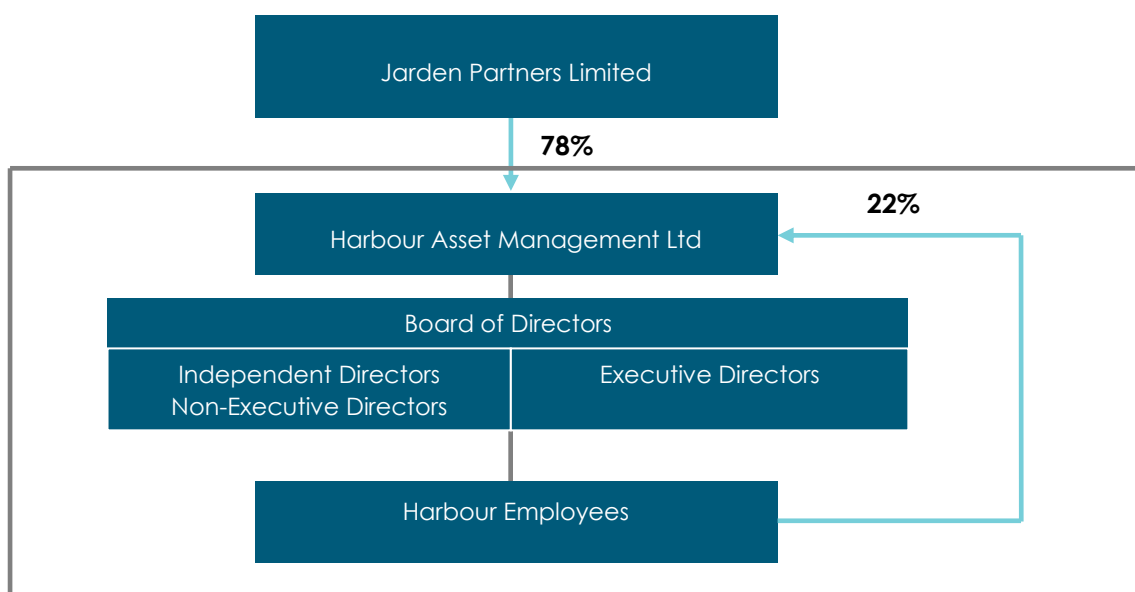 Jarden Partners Limited
78%
Harbour Asset Management Ltd
22%
Board of Directors
Independent Directors
Non-Executive Directors
Executive Directors
Harbour Employees